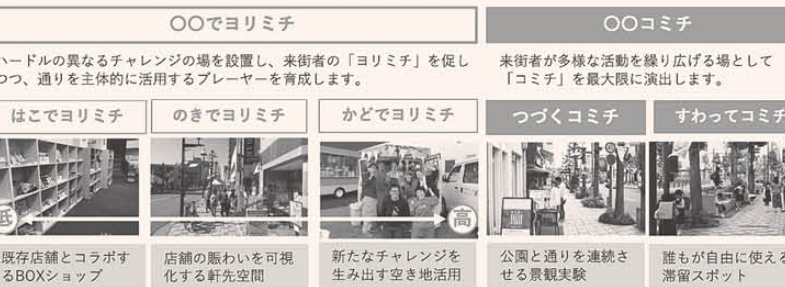 〇〇でヨリミチ
ハードルの異なるチャレンジの場を設置し、来街者の「ヨリミチ」を促し
つつ、通りを主体的に活用するプレーヤーを育成します。
はこでヨリミチ
のきでヨリミチ
かどでヨリミチ
低
高
既存店舗とコラボす
るBOXショップ
店舗の賑わいを可視
化する軒先空間
新たなチャレンジを
生み出す空き地活用
〇〇コミチ
来街者が多様な活動を繰り広げる場として
「コミチ」を最大限に演出します。
つづくコミチ
すわってコミチ
公園と通りを連続さ
せる景観実験
誰もが自由に使える
滞留スポット